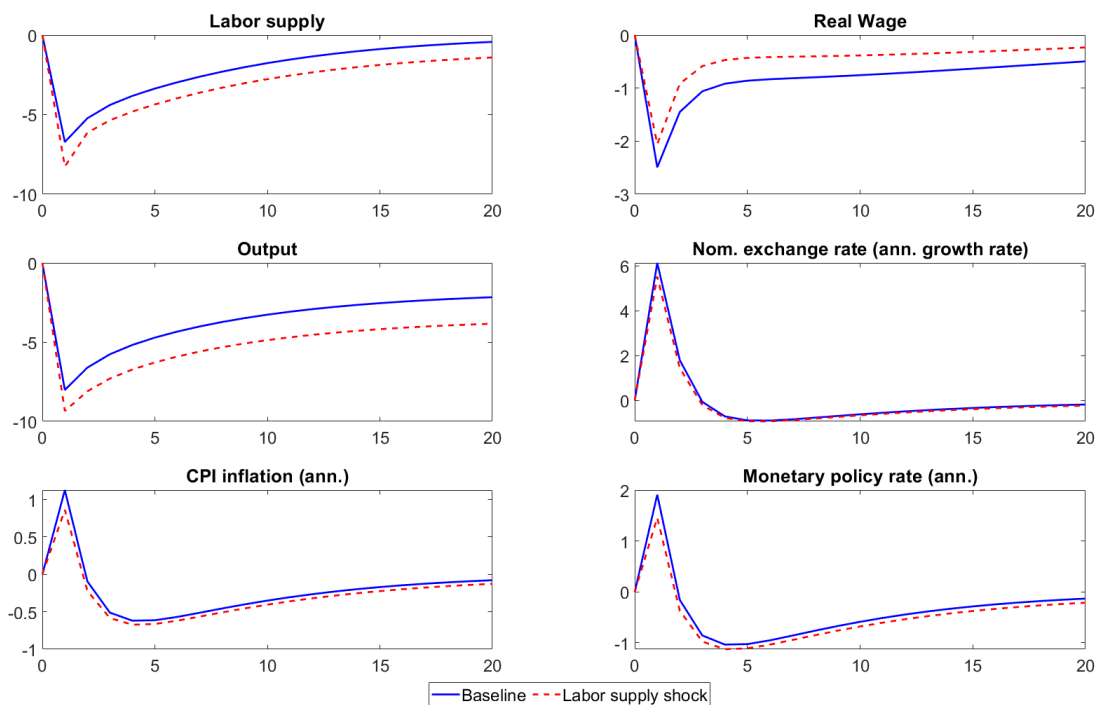 Labor supply
0
-5
-10
0 5 10 15 20
Real Wage
0
-1
-2
-3
0 5 10 15 20
Output
0
-5
-10
0 5 10 15 20
Nom. exchange rate (ann. growth rate)
6
4
2
0
0 5 10 15 20
CPI inflation (ann.)
1
0.5
0
-0.5
-1
0 5 10 15 20
Monetary policy rate (ann.)
2
1
0
-1
0 5 10 15 20
Baseline Labor supply shock